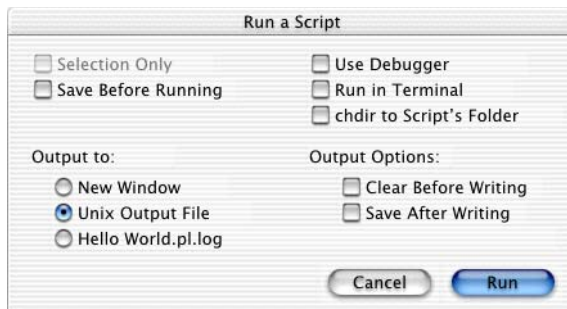 Run a Script
Selection Only
Save Before Running
Use Debugger
Run in Terminal
chdir to Script's Folder
Output to:
New Window
Unix Output File
Hello World.pl.log
Output Options:
Clear Before Writing
Save After Writing
Cancel
Run